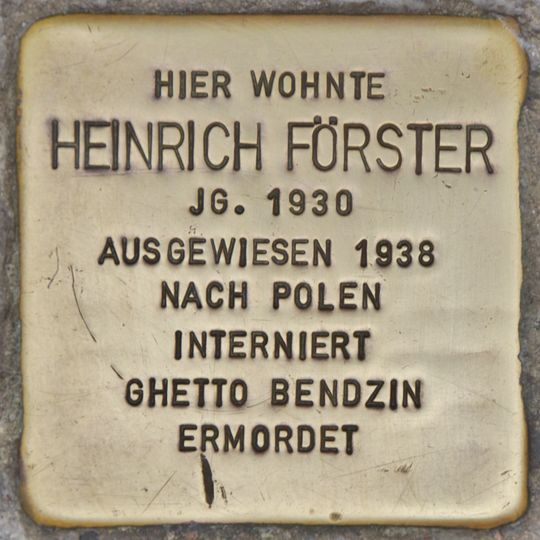 HIER WOHNTE
HEINRICH FÖRSTER
JG. 1930
AUSGEWIESEN 1938
NACH POLEN
INTERNIERT
GHETTO BENDZIN
ERMORDET